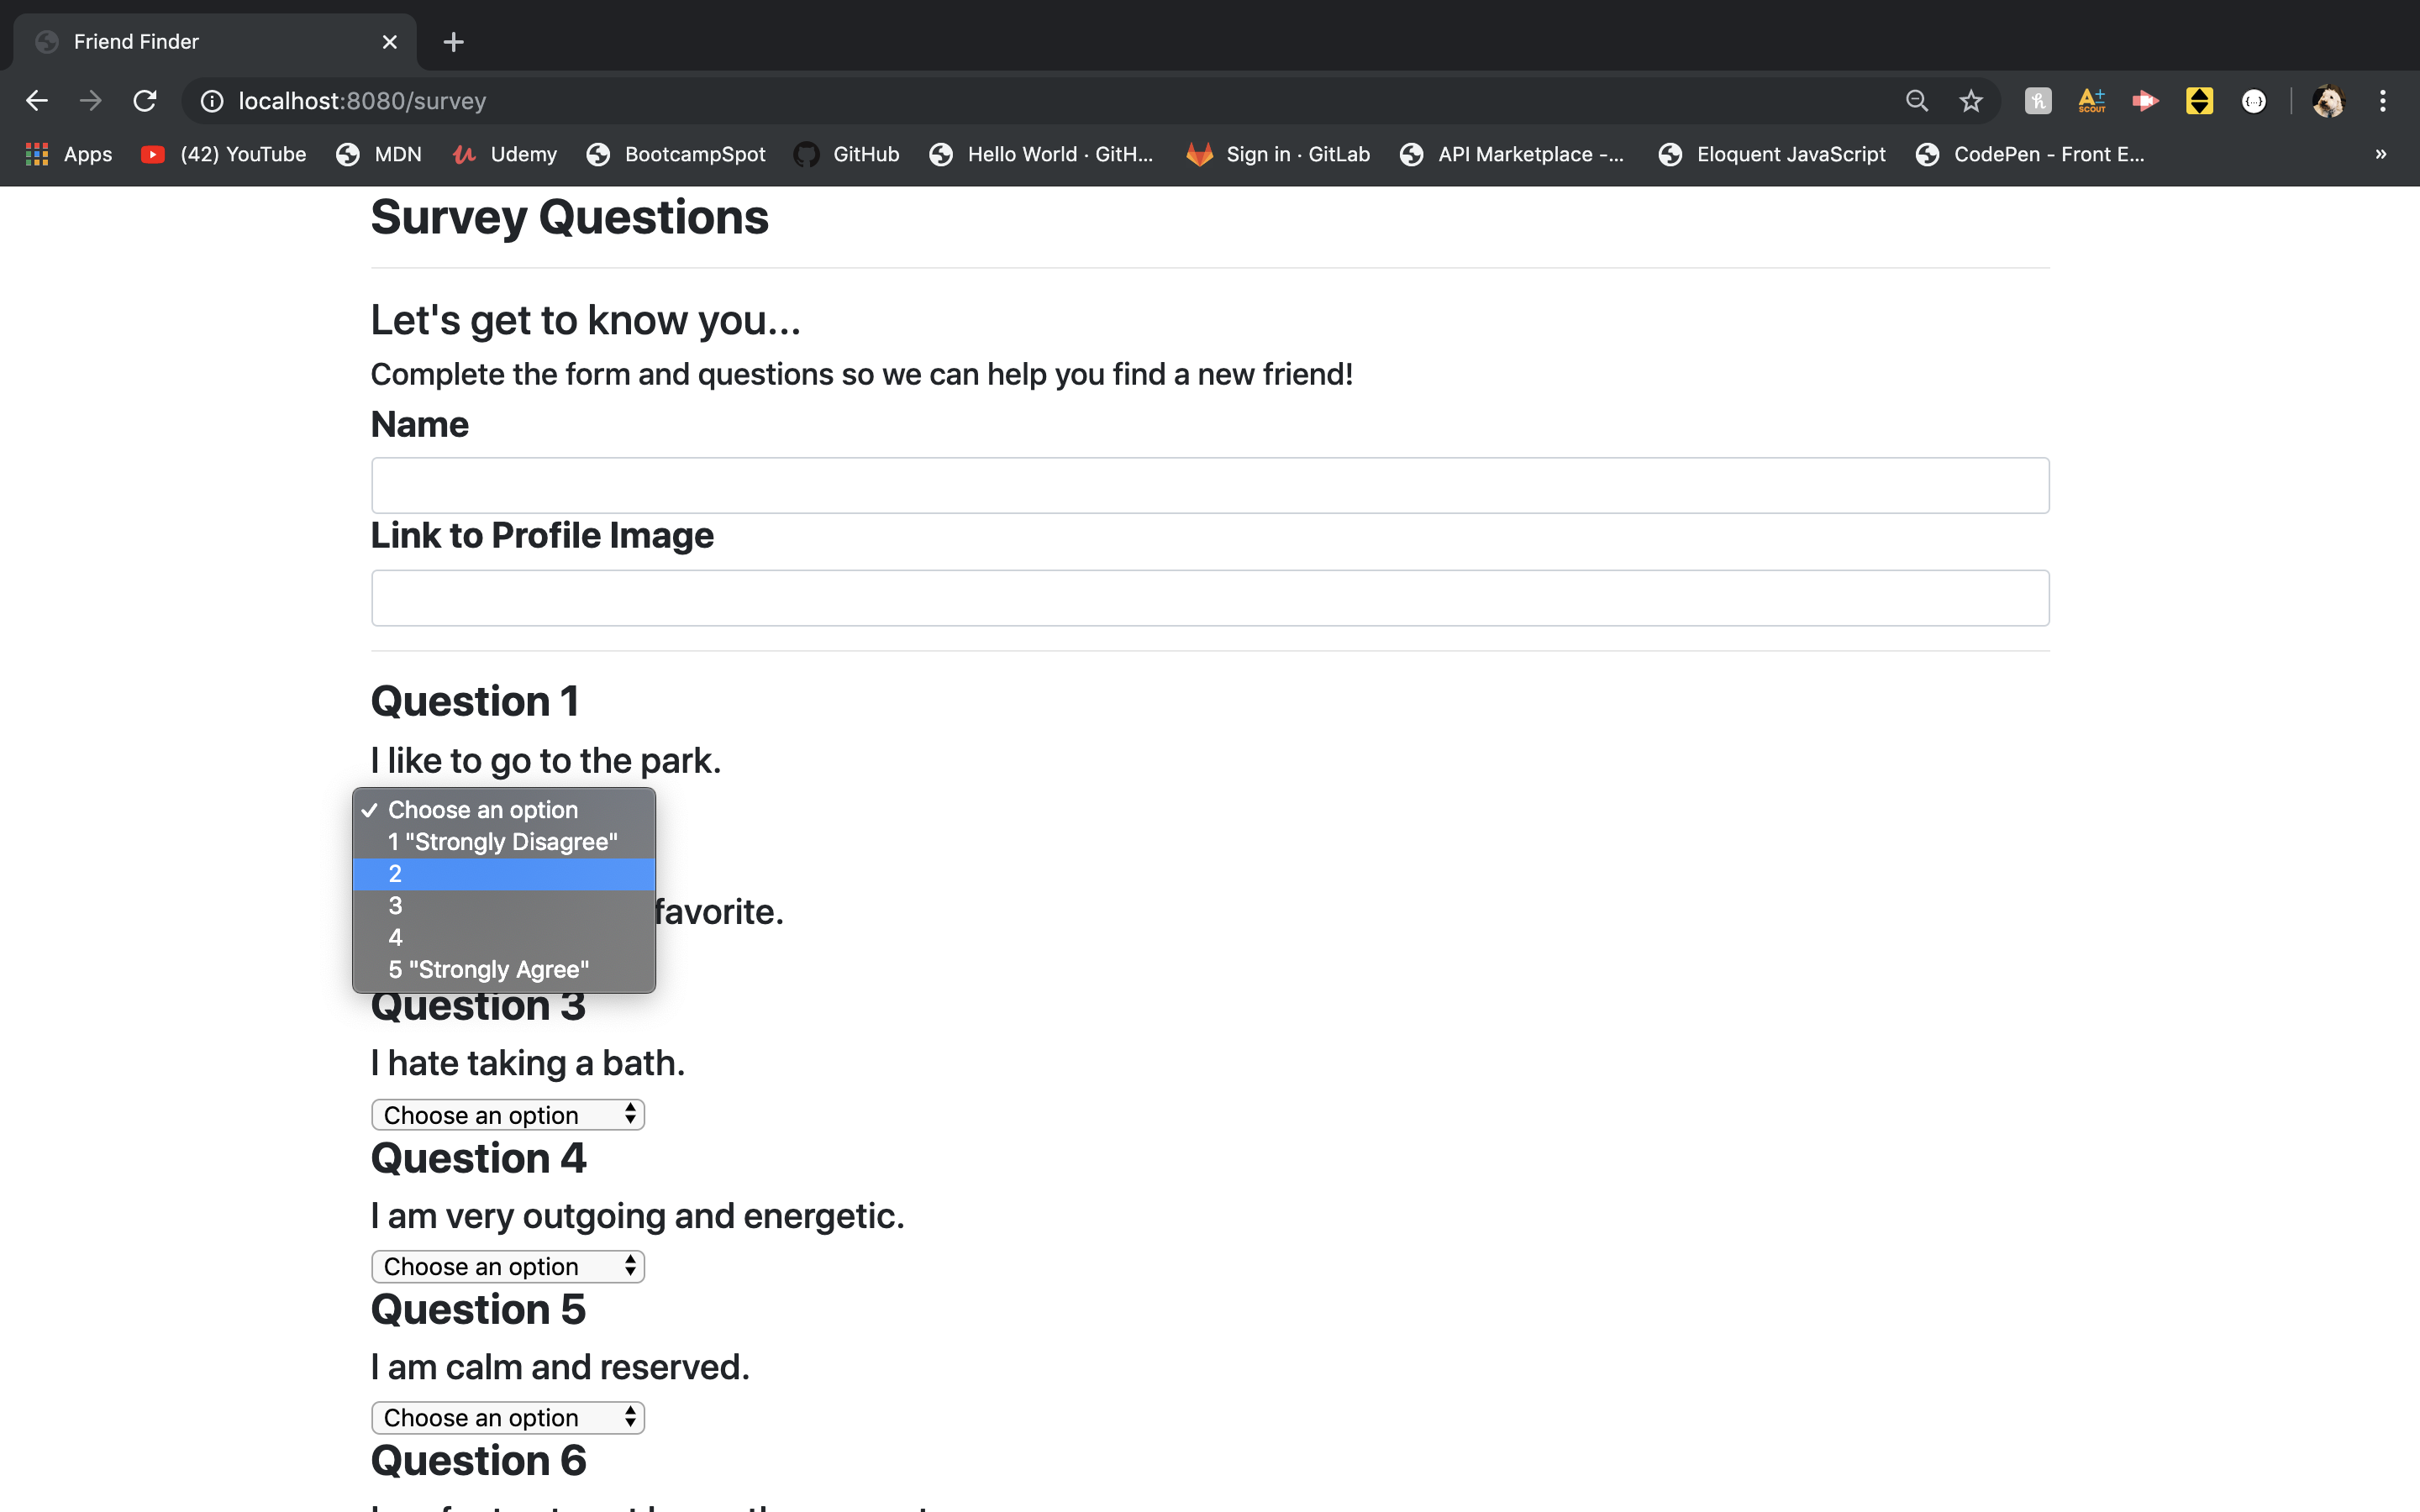 Friend Finder
localhost:8080/survey
Apps (42) YouTube MDN Udemy BootcampSpot GitHub Hello World · GitH... Sign in · GitLab API Marketplace -... Eloquent JavaScript CodePen - Front E... »
Survey Questions
Let's get to know you...
Complete the form and questions so we can help you find a new friend!
Name
Link to Profile Image
Question 1
I like to go to the park.
Choose an option
1 "Strongly Disagree"
2
3
favorite.
4
5 "Strongly Agree"
Question 3
I hate taking a bath.
Choose an option
Question 4
I am very outgoing and energetic.
Choose an option
Question 5
I am calm and reserved.
Choose an option
Question 6